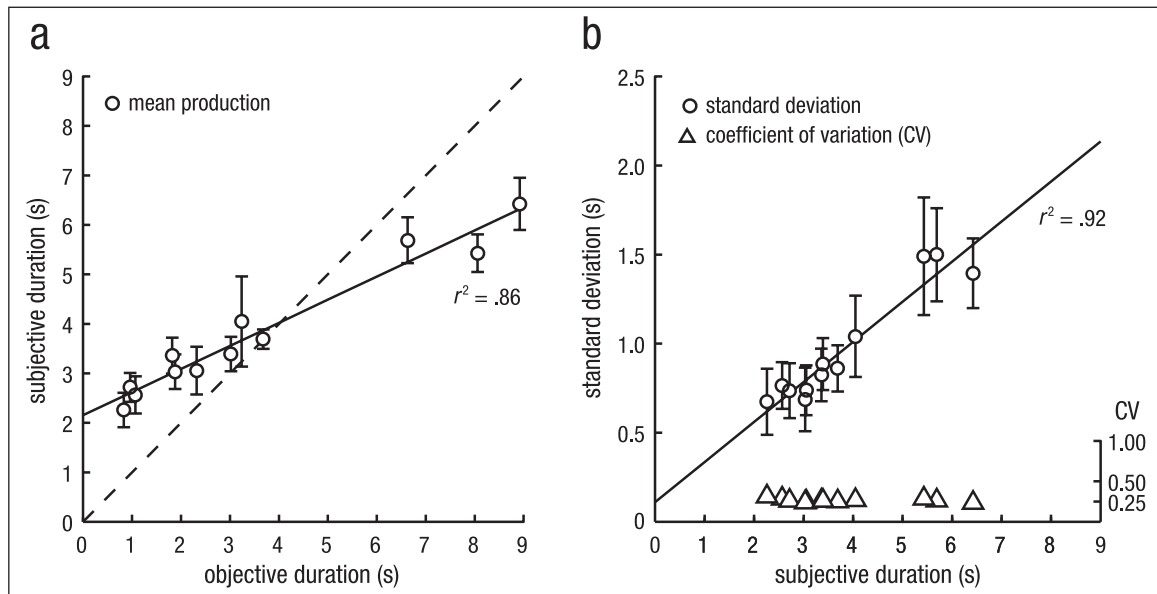 a
mean production
subjective duration (s)
9
8
7
6
5
4
3
2
1
0
r² = .86
0 1 2 3 4 5 6 7 8 9
objective duration (s)
b
standard deviation
coefficient of variation (CV)
standard deviation (s)
2.5
2.0
1.5
1.0
0.5
0
r² = .92
CV
1.00
0.50
0.25
0 1 2 3 4 5 6 7 8 9
subjective duration (s)